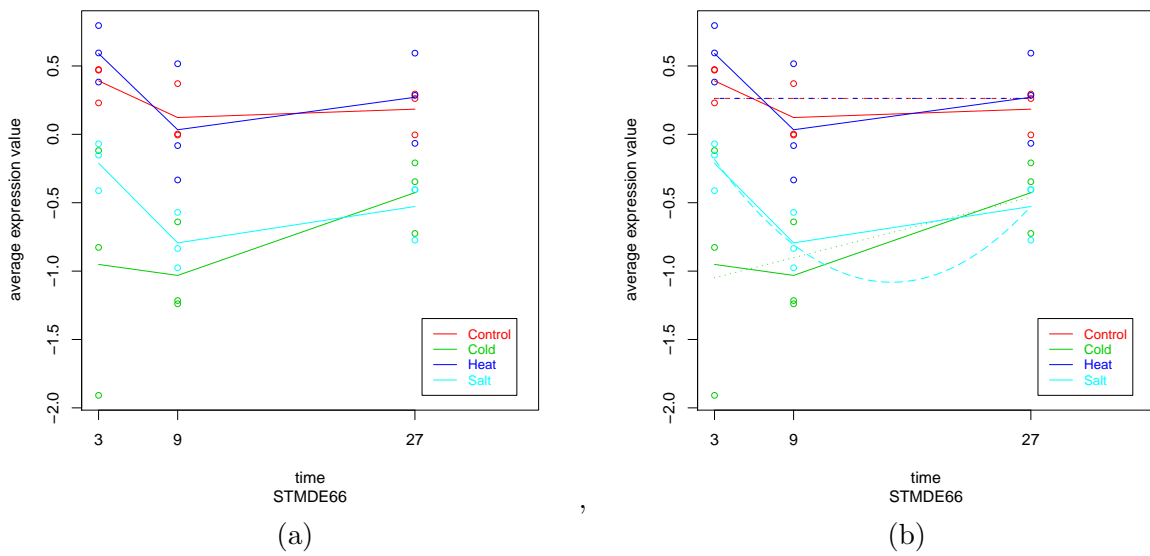 average expression value
0.5
0.0
−0.5
−1.0
−1.5
−2.0
3
9
27
Control
Cold
Heat
Salt
time
STMDE66
(a)
,
average expression value
0.5
0.0
−0.5
−1.0
−1.5
−2.0
3
9
27
Control
Cold
Heat
Salt
time
STMDE66
(b)